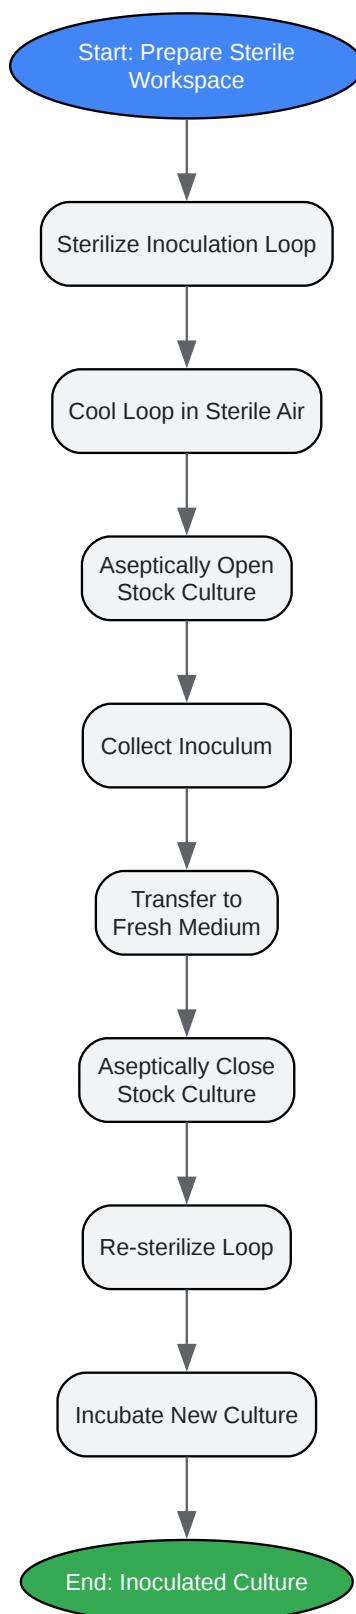 Start: Prepare Sterile
Workspace
Sterilize Inoculation Loop
Cool Loop in Sterile Air
Aseptically Open
Stock Culture
Collect Inoculum
Transfer to
Fresh Medium
Aseptically Close
Stock Culture
Re-sterilize Loop
Incubate New Culture
End: Inoculated Culture